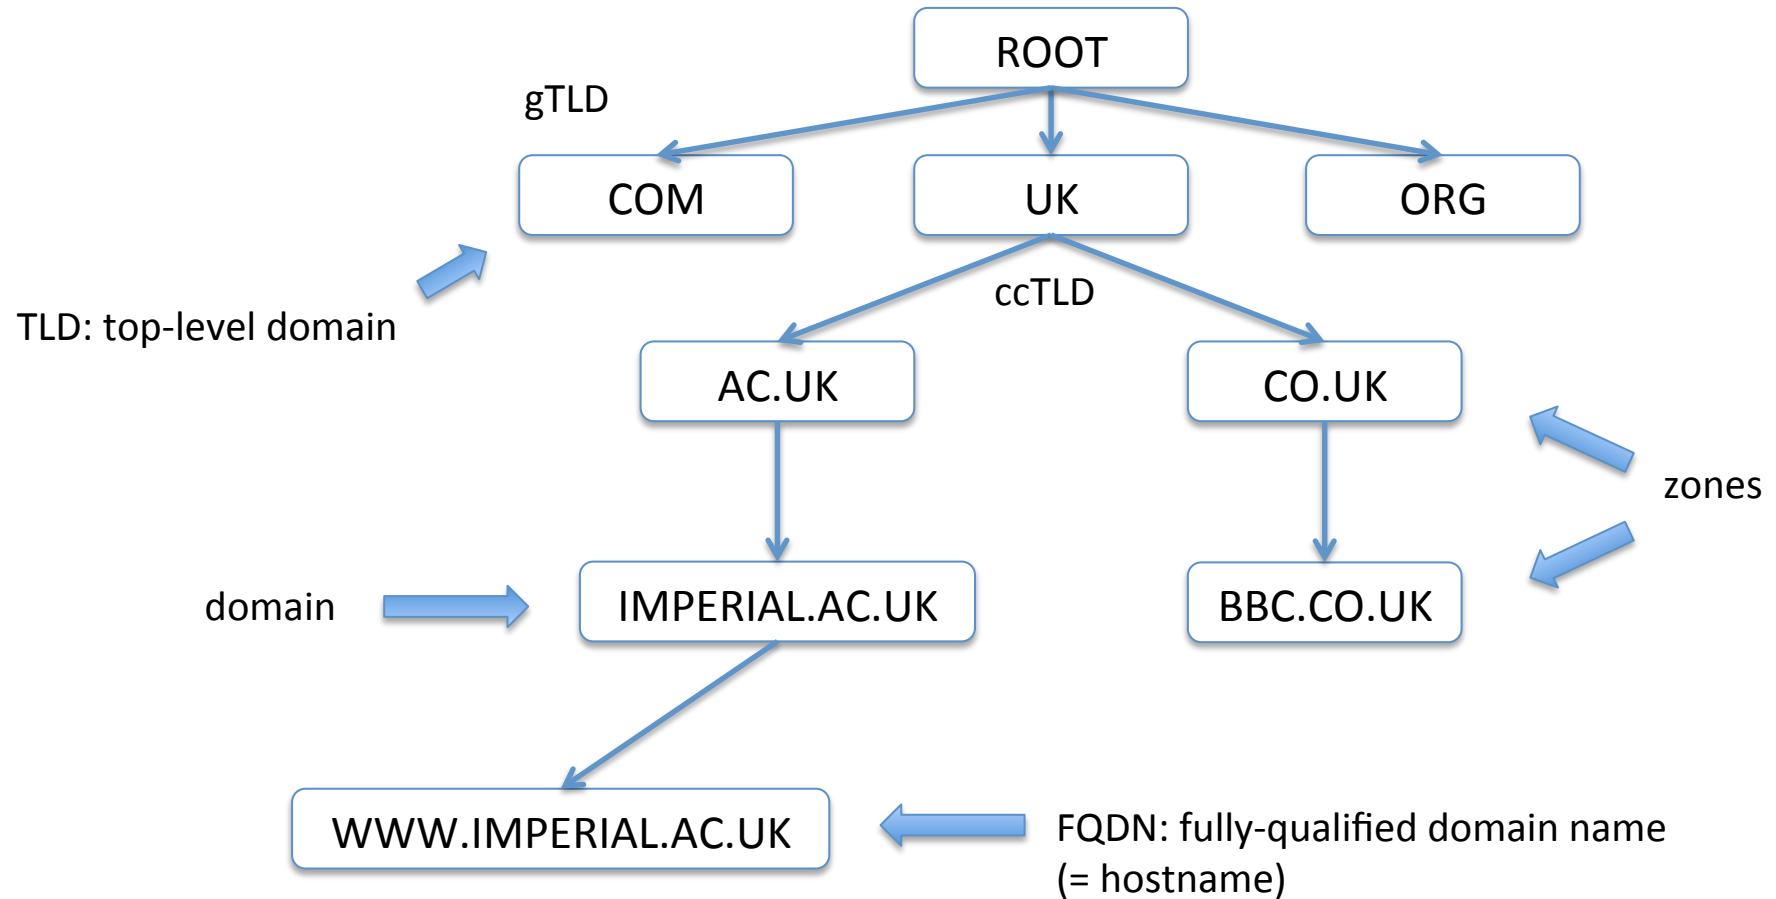 ROOT
gTLD
COM
UK
ORG
ccTLD
TLD: top-level domain
AC.UK
CO.UK
zones
domain
IMPERIAL.AC.UK
BBC.CO.UK
WWW.IMPERIAL.AC.UK
FQDN: fully-qualified domain name
(= hostname)